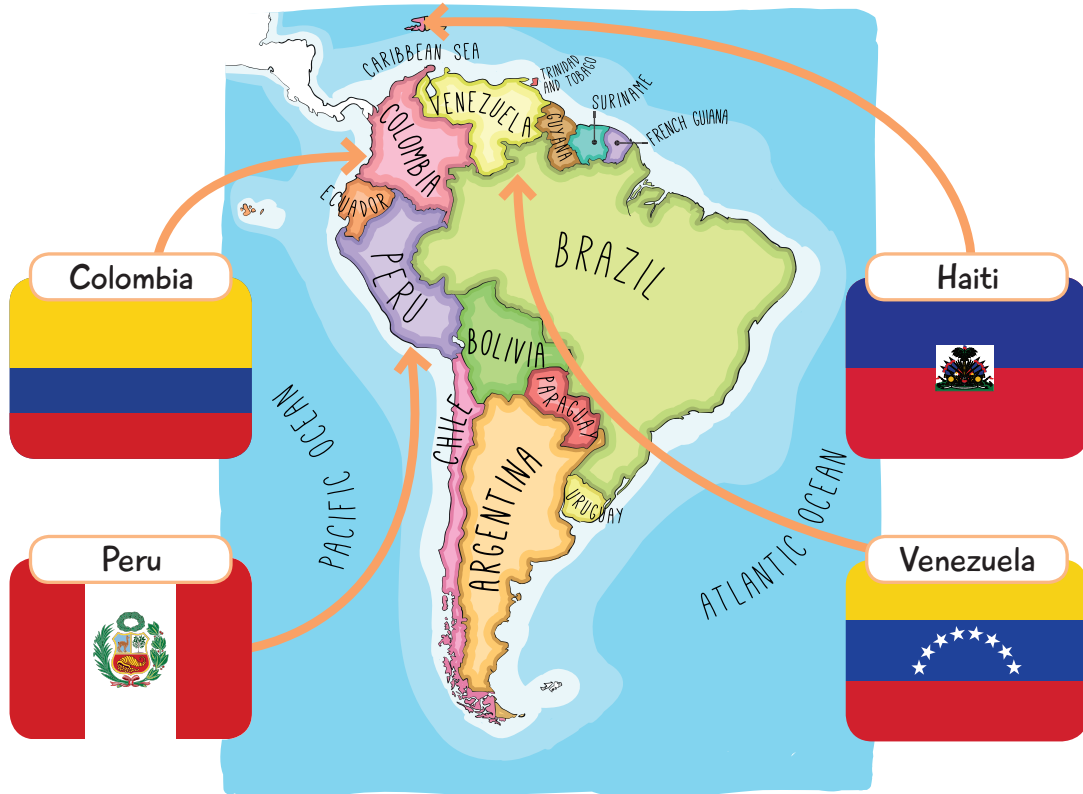 CARIBBEAN SEA
TRINIDAD
AND TOBAGO
VENEZUELA
SURINAME
GUYANA
FRENCH GUIANA
COLOMBIA
ECUADOR
Colombia
Haiti
BRAZIL
PERU
BOLIVIA
PARAGUAY
CHILE
PACIFIC OCEAN
ARGENTINA
URUGUAY
ATLANTIC OCEAN
Peru
Venezuela